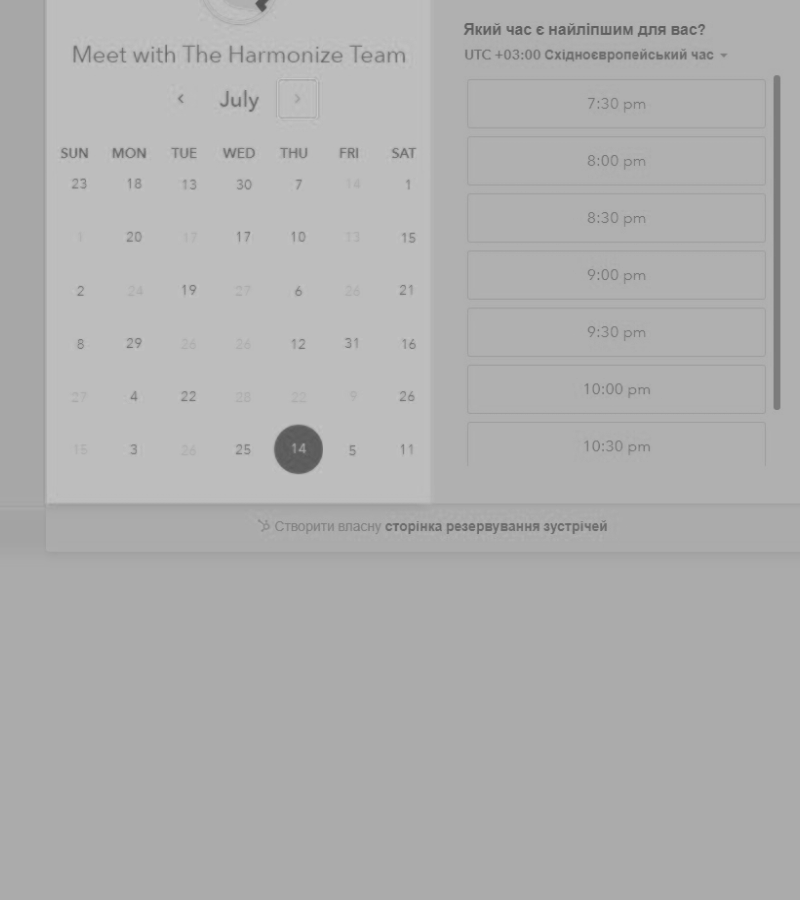 Meet with The Harmonize Team
July
SUN MON TUE WED THU FRI SAT
23 18 13 30 7 14 1
1 20 17 17 10 13 15
2 24 19 27 6 26 21
8 29 26 26 12 31 16
27 4 22 28 22 9 26
15 3 26 25 14 5 11
Який час є найліпшим для вас?
UTC +03:00 Східноєвропейський час
7:30 pm
8:00 pm
8:30 pm
9:00 pm
9:30 pm
10:00 pm
10:30 pm
Створити власну сторінка резервування зустрічей